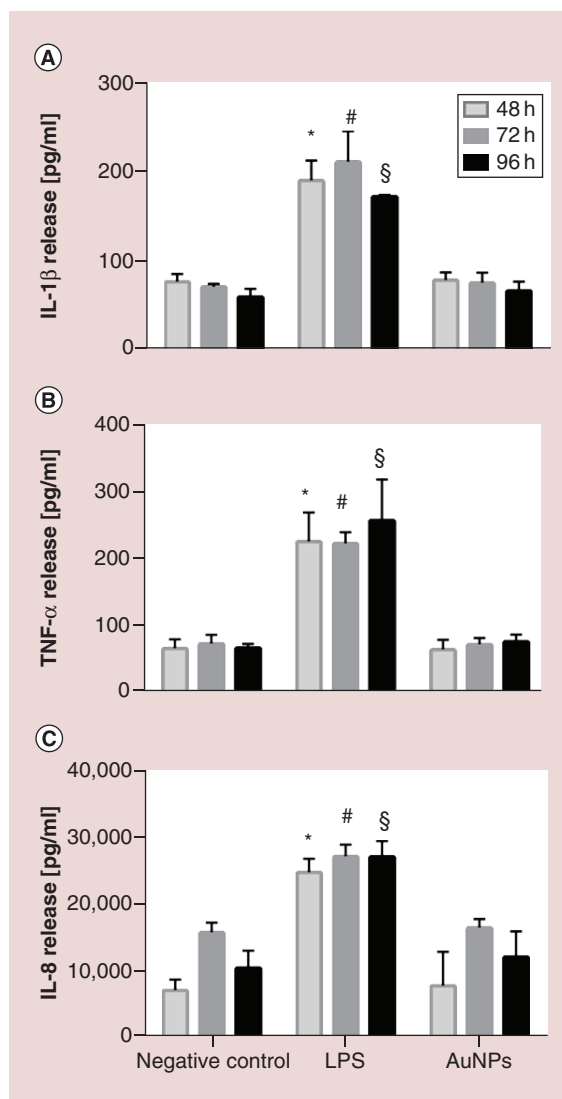 A
IL-1β release [pg/ml]
300
200
100
0
*
#
§
48 h
72 h
96 h
B
TNF-α release [pg/ml]
400
300
200
100
0
*
#
§
C
IL-8 release [pg/ml]
40,000
30,000
20,000
10,000
0
*
#
§
Negative control LPS AuNPs